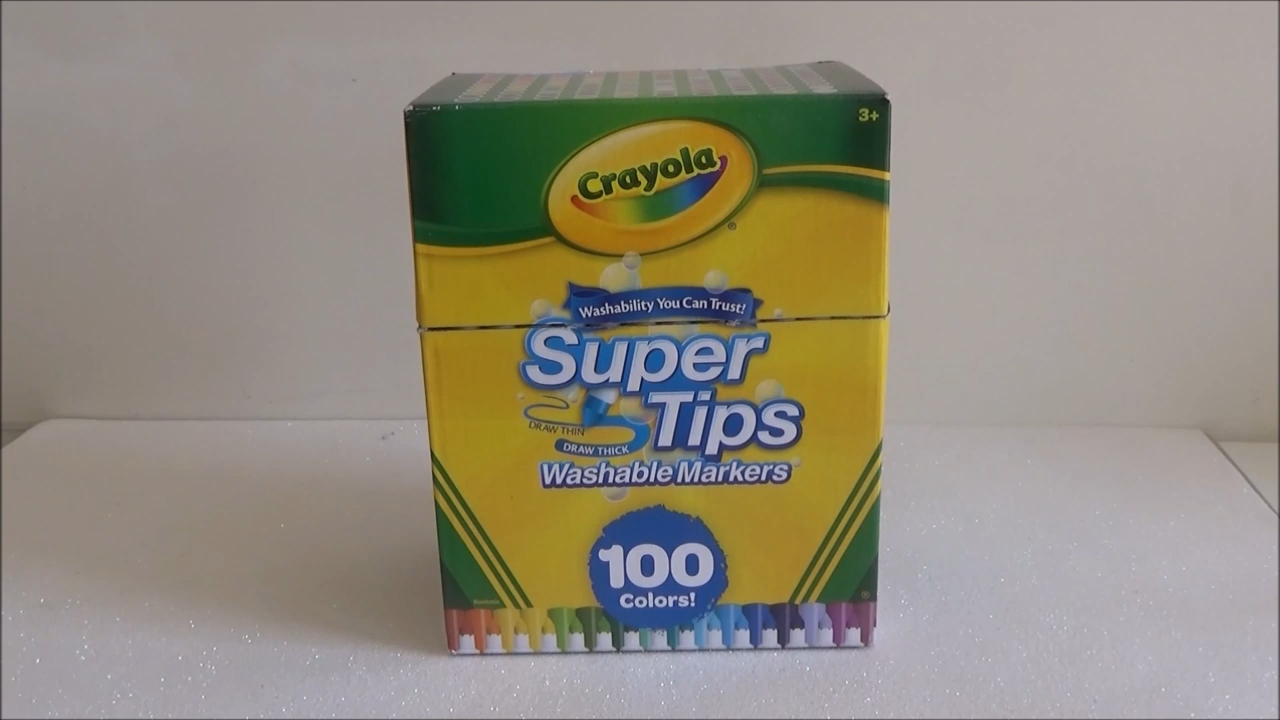 3+
Crayola
®
Washability You Can Trust!
Super
Tips
DRAW THIN
DRAW THICK
Washable Markers
100
Colors!
®